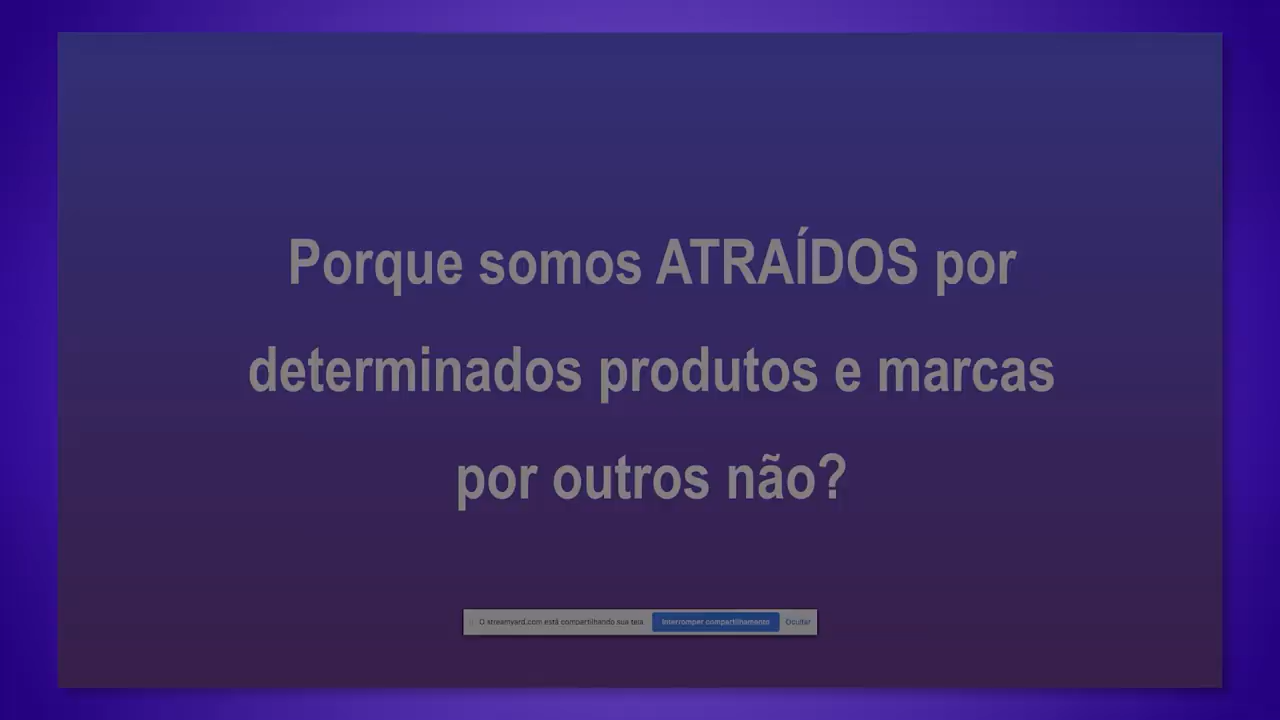 Porque somos ATRAÍDOS por
determinados produtos e marcas
por outros não?
O streamyard.com está compartilhando sua tela
Interromper compartilhamento
Ocultar